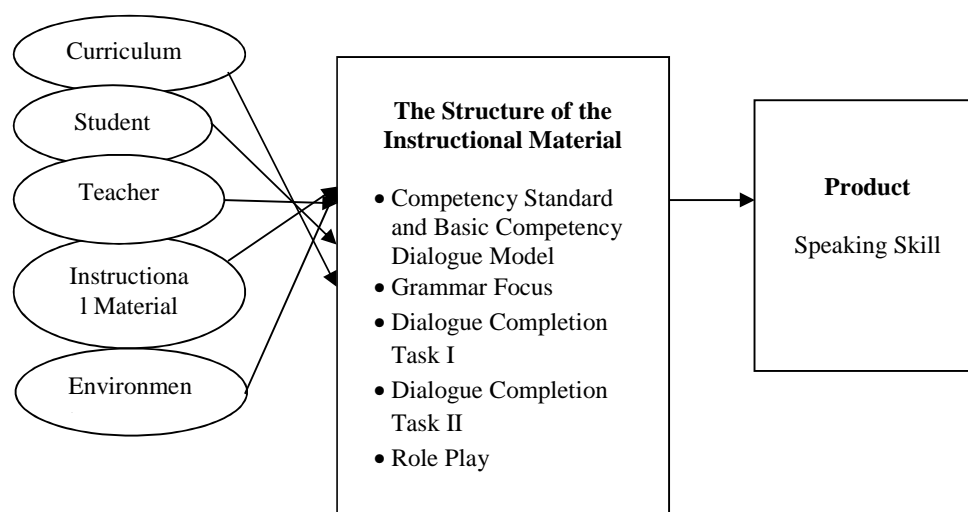 Curriculum
Student
Teacher
Instructiona
l Material
Environmen
The Structure of the
Instructional Material
• Competency Standard
and Basic Competency
Dialogue Model
• Grammar Focus
• Dialogue Completion
Task I
• Dialogue Completion
Task II
• Role Play
Product
Speaking Skill